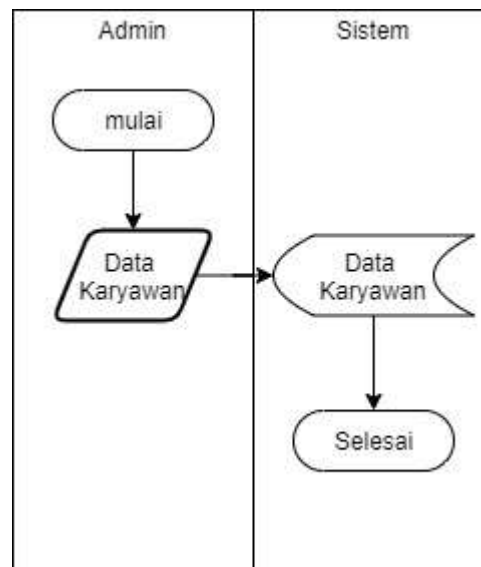 Admin
Sistem
mulai
Data
Karyawan
Data
Karyawan
Selesai